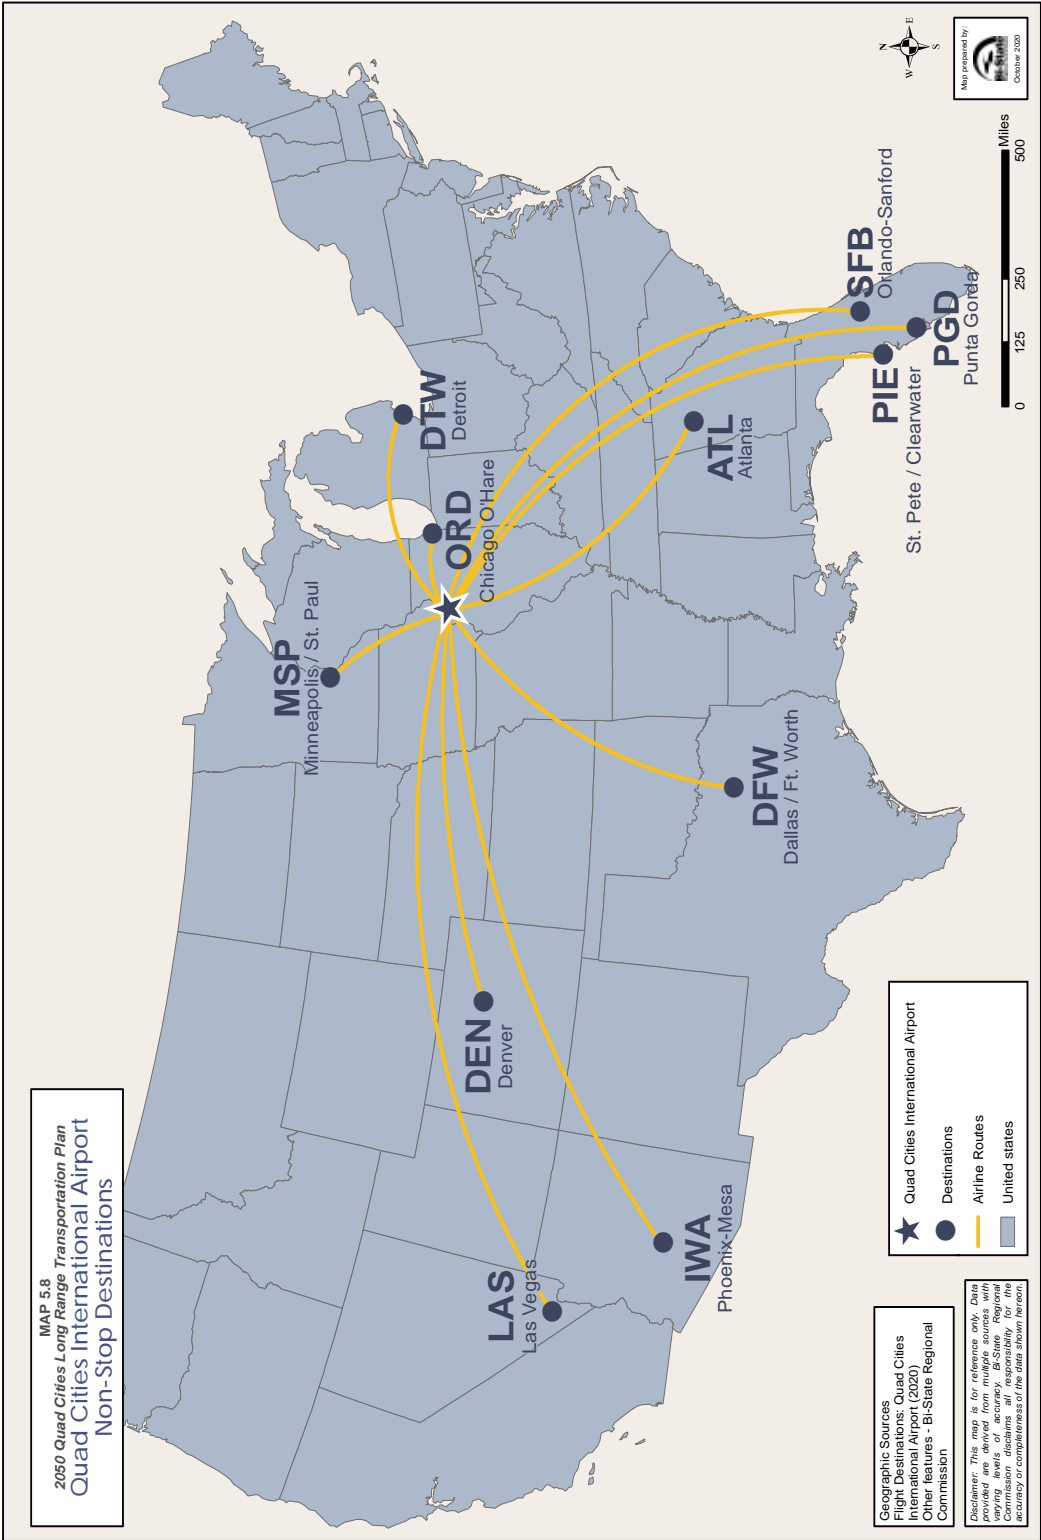 MAP 5.8
2050 Quad Cities Long Range Transportation Plan
Quad Cities International Airport
Non-Stop Destinations
MSP
Minneapolis / St. Paul
DTW
Detroit
ORD
Chicago O'Hare
LAS
Las Vegas
DEN
Denver
IWA
Phoenix-Mesa
DFW
Dallas / Ft. Worth
ATL
Atlanta
SFB
Orlando-Sanford
PIE
St. Pete / Clearwater
PGD
Punta Gorda
Geographic Sources
Flight Destinations: Quad Cities
International Airport (2020)
Other features - Bi-State Regional
Commission
Disclaimer: This map is for reference only. Data
provided are derived from multiple sources with
varying levels of accuracy. Bi-State Regional
Commission disclaims all responsibility for the
accuracy or completeness of the data shown hereon.
Quad Cities International Airport
Destinations
Airline Routes
United states
0 125 250 500
Miles
N
W E
S
Map prepared by:
Bi-State
October 2020